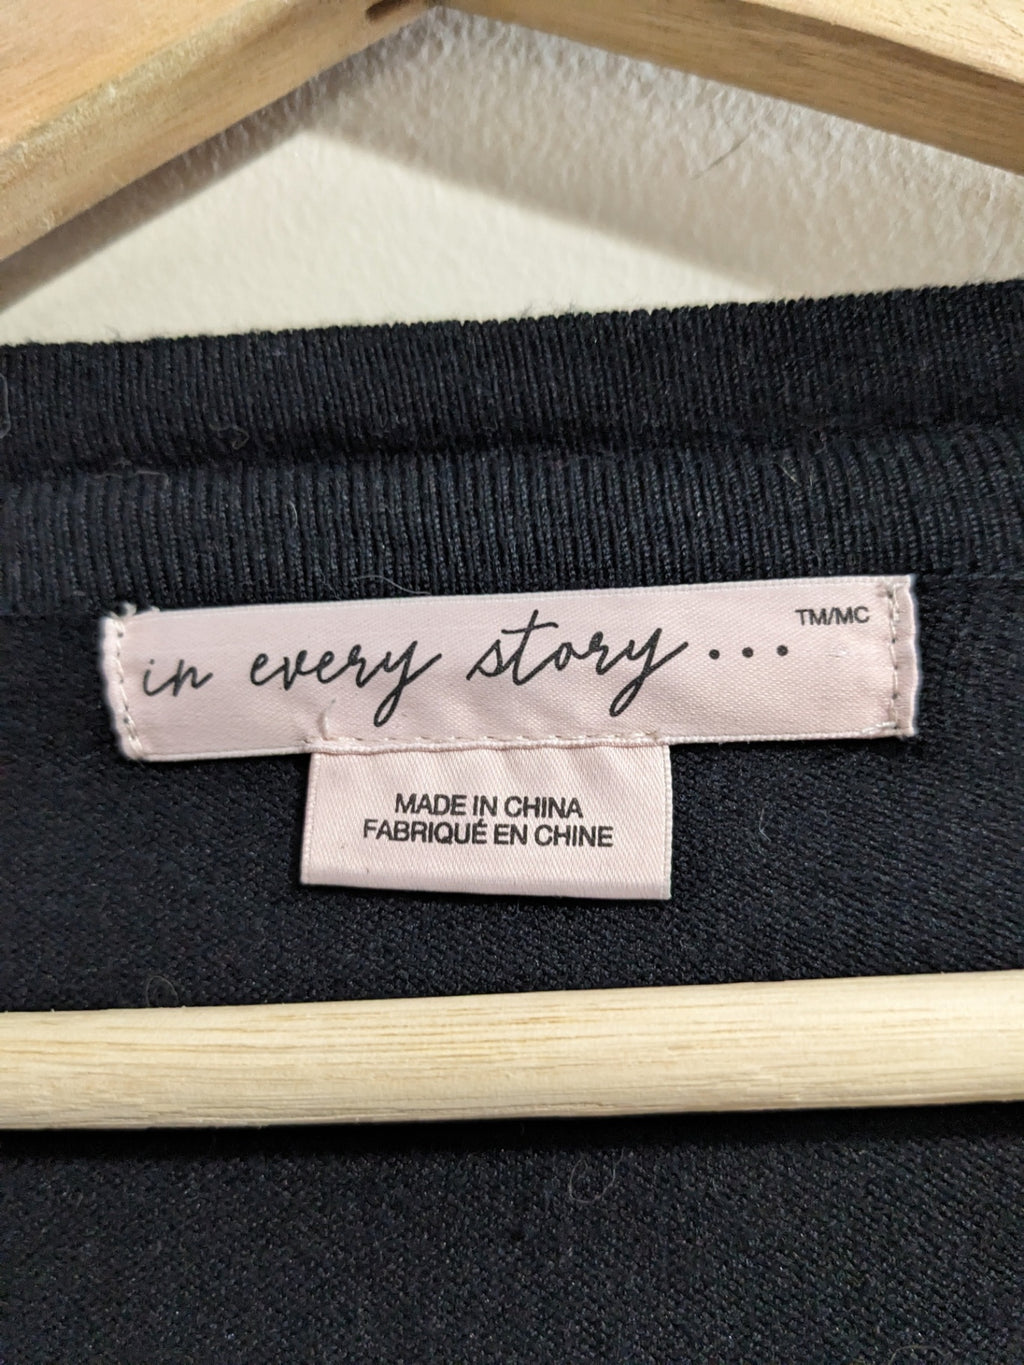 in every story... TM/MC
MADE IN CHINA
FABRIQUÉ EN CHINE